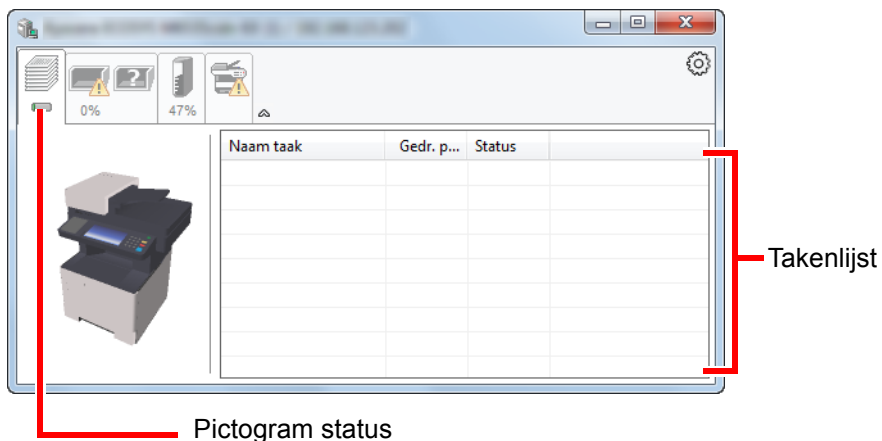 0%
47%
Naam taak Gedr. p... Status
Takenlijst
Pictogram status